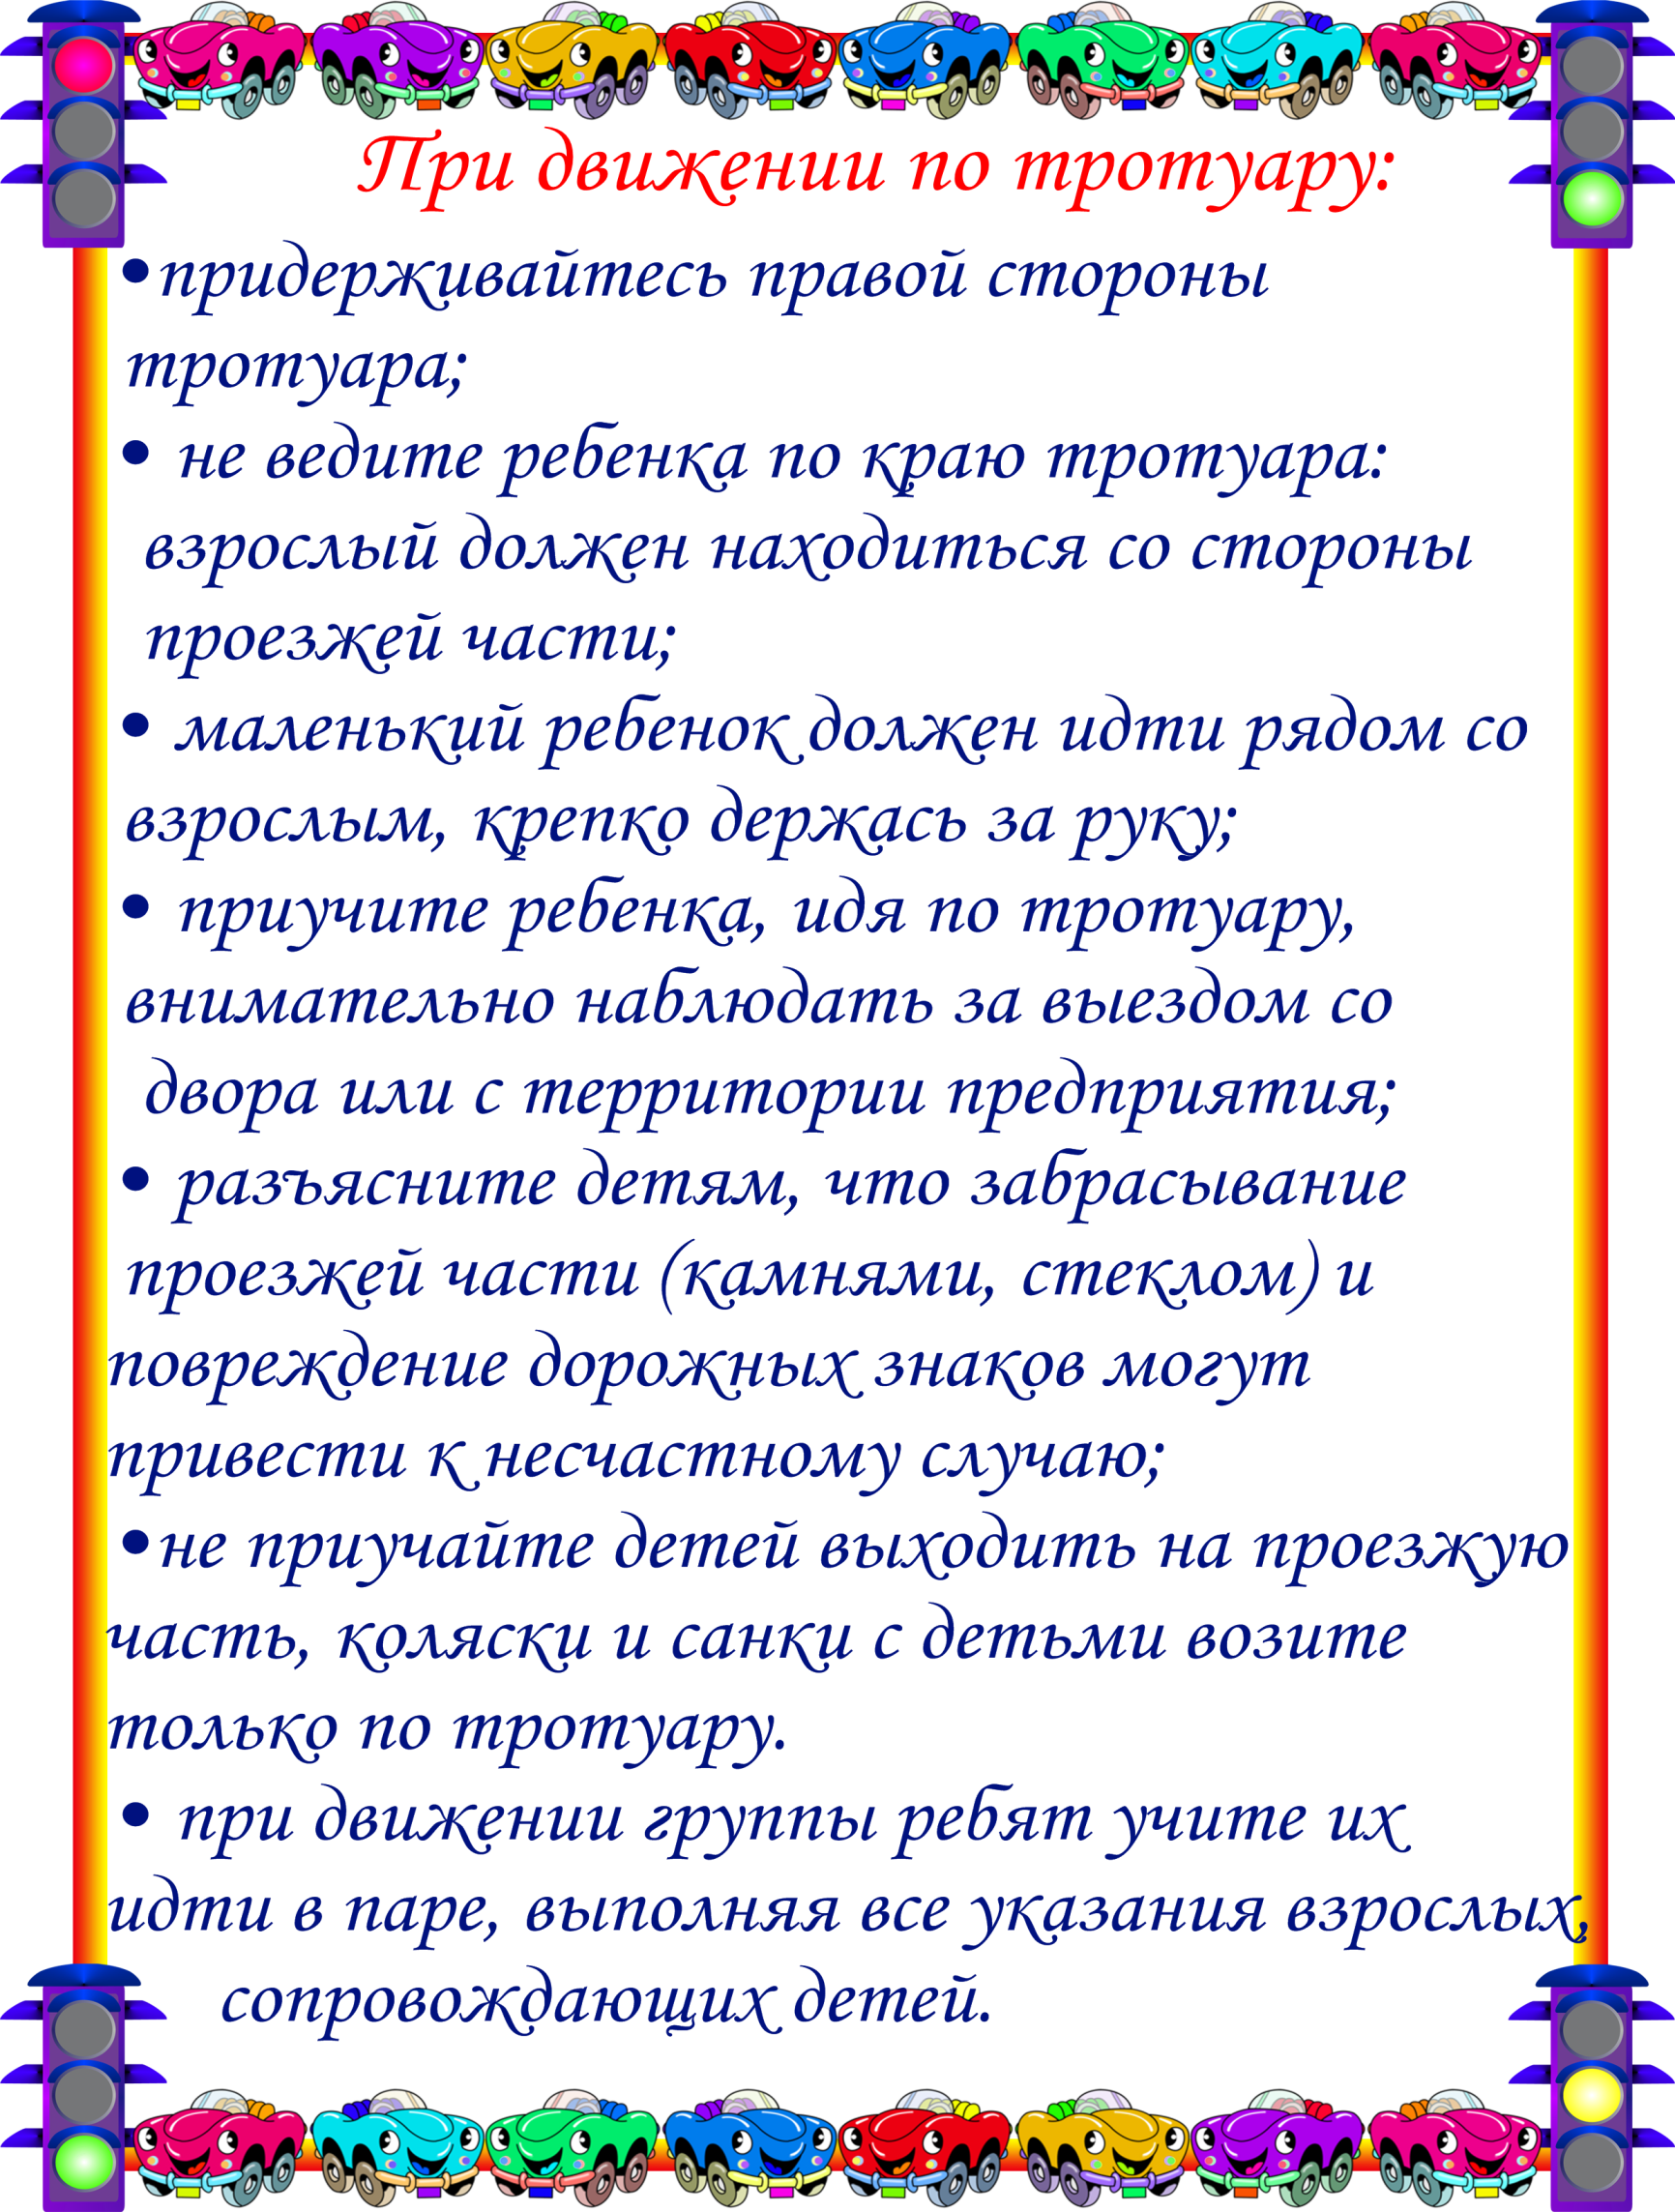 При движении по тротуару:
•придерживайтесь правой стороны
тротуара;
• не ведите ребенка по краю тротуара:
взрослый должен находиться со стороны
проезжей части;
• маленький ребенок должен идти рядом со
взрослым, крепко держась за руку;
• приучите ребенка, идя по тротуару,
внимательно наблюдать за выездом со
двора или с территории предприятия;
• разъясните детям, что забрасывание
проезжей части (камнями, стеклом) и
повреждение дорожных знаков могут
привести к несчастному случаю;
•не приучайте детей выходить на проезжую
часть, коляски и санки с детьми возите
только по тротуару.
• при движении группы ребят учите их
идти в паре, выполняя все указания взрослых,
сопровождающих детей.